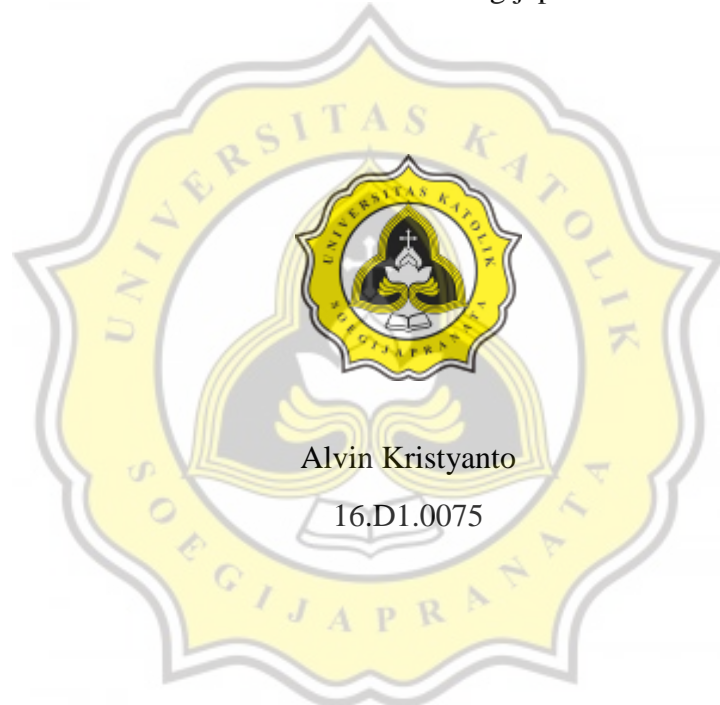 UNIVERSITAS KATOLIK
SOEGIJAPRANATA
UNIVERSITAS KATOLIK
SOEGIJAPRANATA
Alvin Kristyanto
16.D1.0075